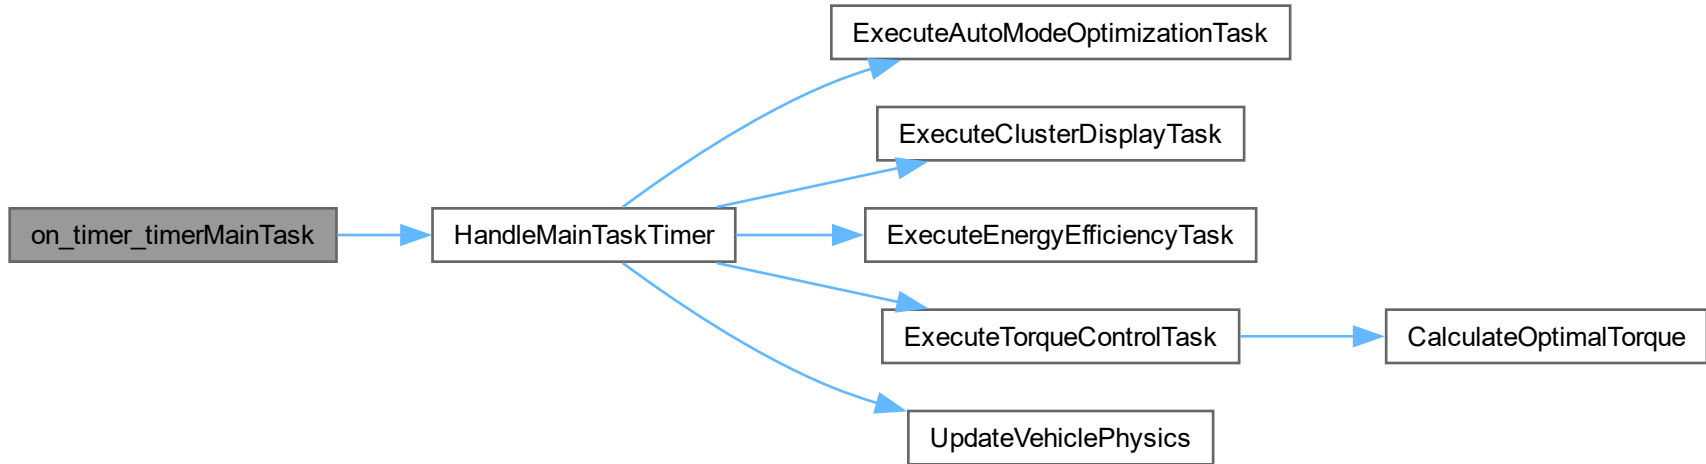 ExecuteAutoModeOptimizationTask
ExecuteClusterDisplayTask
on_timer_timerMainTask
HandleMainTaskTimer
ExecuteEnergyEfficiencyTask
ExecuteTorqueControlTask
CalculateOptimalTorque
UpdateVehiclePhysics